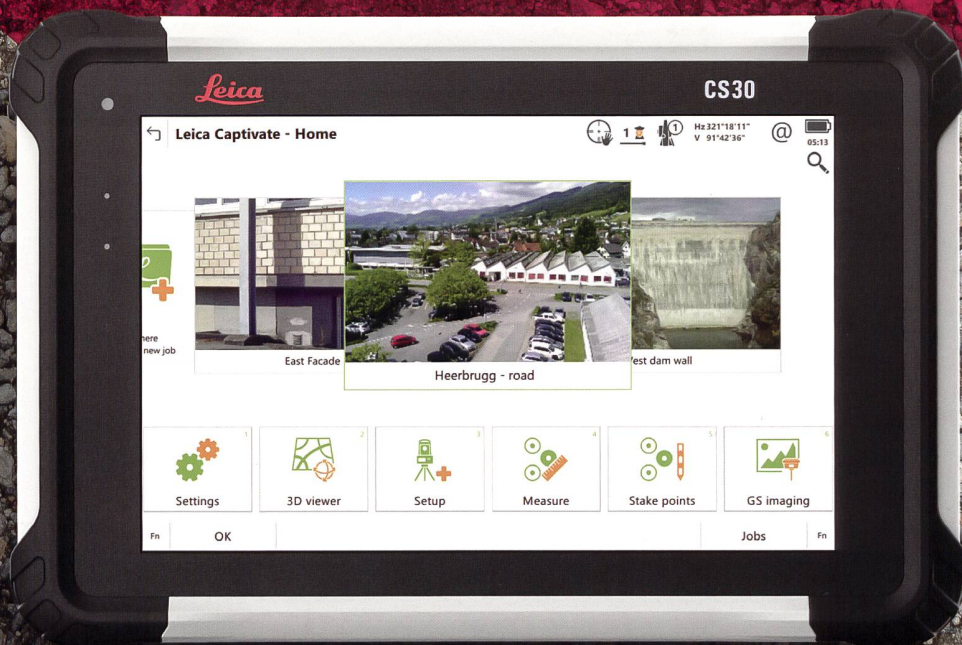 Leica
CS30
Leica Captivate - Home
1
1
Hz 321°18'11"
V 91°42'36"
@
05:13
here
new job
East Facade
Heerbrugg - road
est dam wall
1
2
3
4
5
6
Settings
3D viewer
Setup
Measure
Stake points
GS imaging
Fn
OK
Jobs
Fn